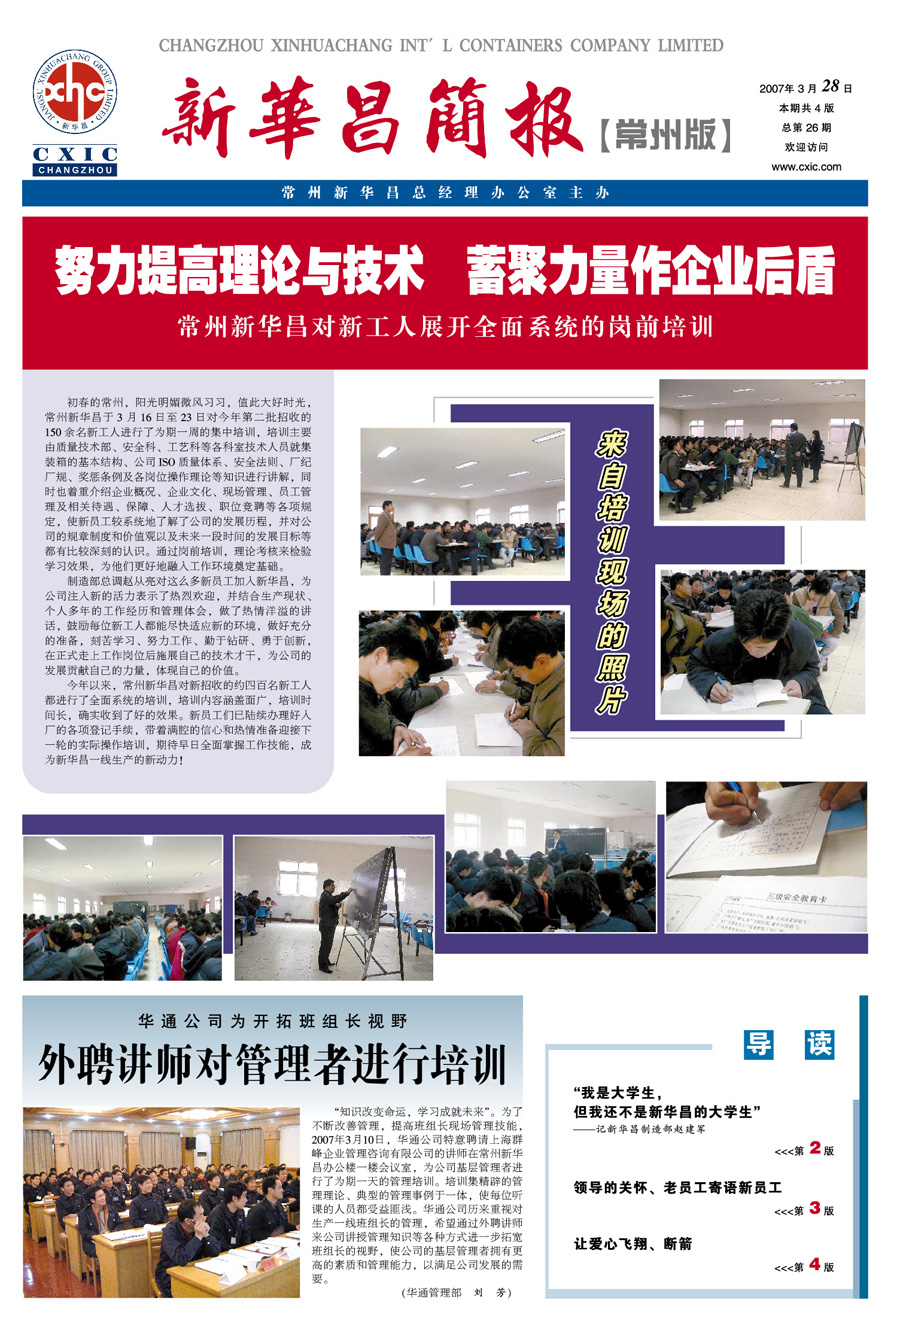 CHANGZHOU XINHUACHANG INT' L CONTAINERS COMPANY LIMITED
JIANGSU XINHUACHANG GROUP LIMITED
xhc
·新华昌·
CXIC
CHANGZHOU
新華昌簡报【常州版】
2007年 3 月 28 日
本期共 4 版
总第 26 期
欢迎访问
www.cxic.com
常州新华昌总经理办公室主办
努力提高理论与技术 蓄聚力量作企业后盾
常州新华昌对新工人展开全面系统的岗前培训
初春的常州，阳光明媚微风习习，值此大好时光，
常州新华昌于 3 月 16 日至 23 日对今年第二批招收的
150 余名新工人进行了为期一周的集中培训，培训主要
由质量技术部、安全科、工艺科等各科室技术人员就集
装箱的基本结构、公司 ISO 质量体系、安全法则、厂纪
厂规、奖惩条例及各岗位操作理论等知识进行讲解，同
时也着重介绍企业概况、企业文化、现场管理、员工管
理及相关待遇、保障、人才选拔、职位竞聘等各项规
定，使新员工较系统地了解了公司的发展历程，并对公
司的规章制度和价值观以及未来一段时间的发展目标等
都有比较深刻的认识。通过岗前培训，理论考核来检验
学习效果，为他们更好地融入工作环境奠定基础。
制造部总调赵从亮对这么多新员工加入新华昌，为
公司注入新的活力表示了热烈欢迎，并结合生产现状、
个人多年的工作经历和管理体会，做了热情洋溢的讲
话，鼓励每位新工人都能尽快适应新的环境，做好充分
的准备，刻苦学习、努力工作、勤于钻研、勇于创新，
在正式走上工作岗位后施展自己的技术才干，为公司的
发展贡献自己的力量，体现自己的价值。
今年以来，常州新华昌对新招收的约四百名新工人
都进行了全面系统的培训，培训内容涵盖面广，培训时
间长，确实收到了好的效果。新员工们已陆续办理好入
厂的各项登记手续，带着满腔的信心和热情准备迎接下
一轮的实际操作培训，期待早日全面掌握工作技能，成
为新华昌一线生产的新动力！
来自培训现场的照片
三级安全教育卡
华通公司为开拓班组长视野
外聘讲师对管理者进行培训
“知识改变命运，学习成就未来”。为了
不断改善管理，提高班组长现场管理技能，
2007年3月10日，华通公司特意聘请上海群
峰企业管理咨询有限公司的讲师在常州新华
昌办公楼一楼会议室，为公司基层管理者进
行了为期一天的管理培训。培训集精辟的管
理理论、典型的管理事例于一体，使每位听
课的人员都受益匪浅。华通公司历来重视对
生产一线班组长的管理，希望通过外聘讲师
来公司讲授管理知识等各种方式进一步拓宽
班组长的视野，使公司的基层管理者拥有更
高的素质和管理能力，以满足公司发展的需
要。
(华通管理部 刘 芳)
导 读
“我是大学生，
但我还不是新华昌的大学生”
——记新华昌制造部赵建军
<<<第 2 版
领导的关怀、老员工寄语新员工
<<<第 3 版
让爱心飞翔、断箭
<<<第 4 版